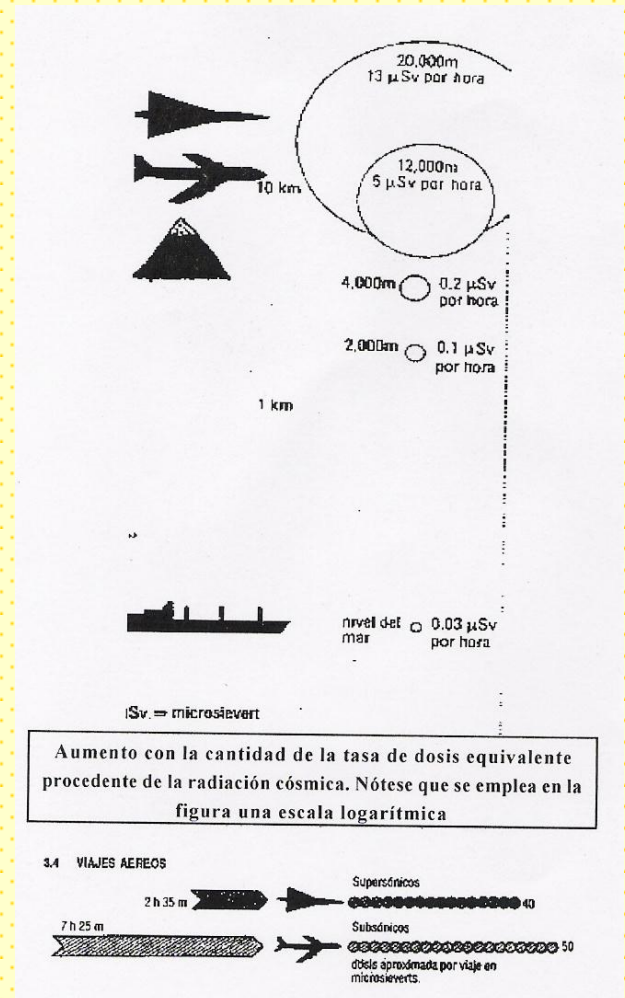 20,000m
13 µSv por hora
12,000m
5 µSv por hora
10 km
4,000m 0.2 µSv
por hora
2,000m 0.1 µSv
por hora
1 km
nivel del 0.03 µSv
mar por hora
Sv. = microsievert
Aumento con la cantidad de la tasa de dosis equivalente
procedente de la radiación cósmica. Nótese que se emplea en la
figura una escala logarítmica
3.4 VIAJES AEREOS
Supersónicos
2 h 35 m 40
7 h 25 m Subsónicos
50
dósis aproximada por viaje en
microsieverts.